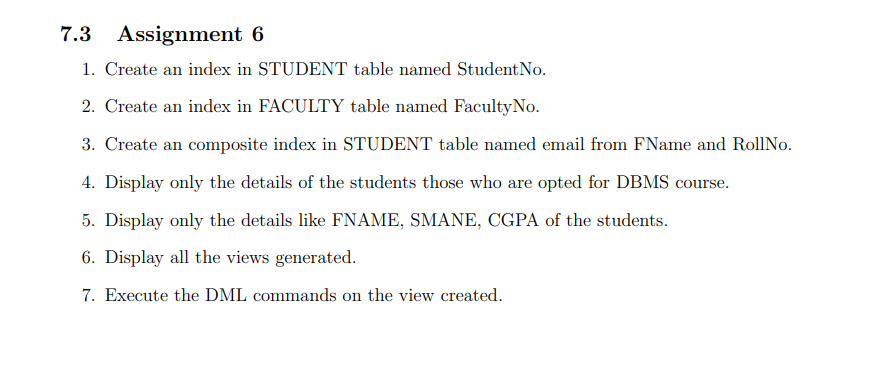 7.3 Assignment 6
1. Create an index in STUDENT table named StudentNo.
2. Create an index in FACULTY table named FacultyNo.
3. Create an composite index in STUDENT table named email from FName and RollNo.
4. Display only the details of the students those who are opted for DBMS course.
5. Display only the details like FNAME, SMANE, CGPA of the students.
6. Display all the views generated.
7. Execute the DML commands on the view created.